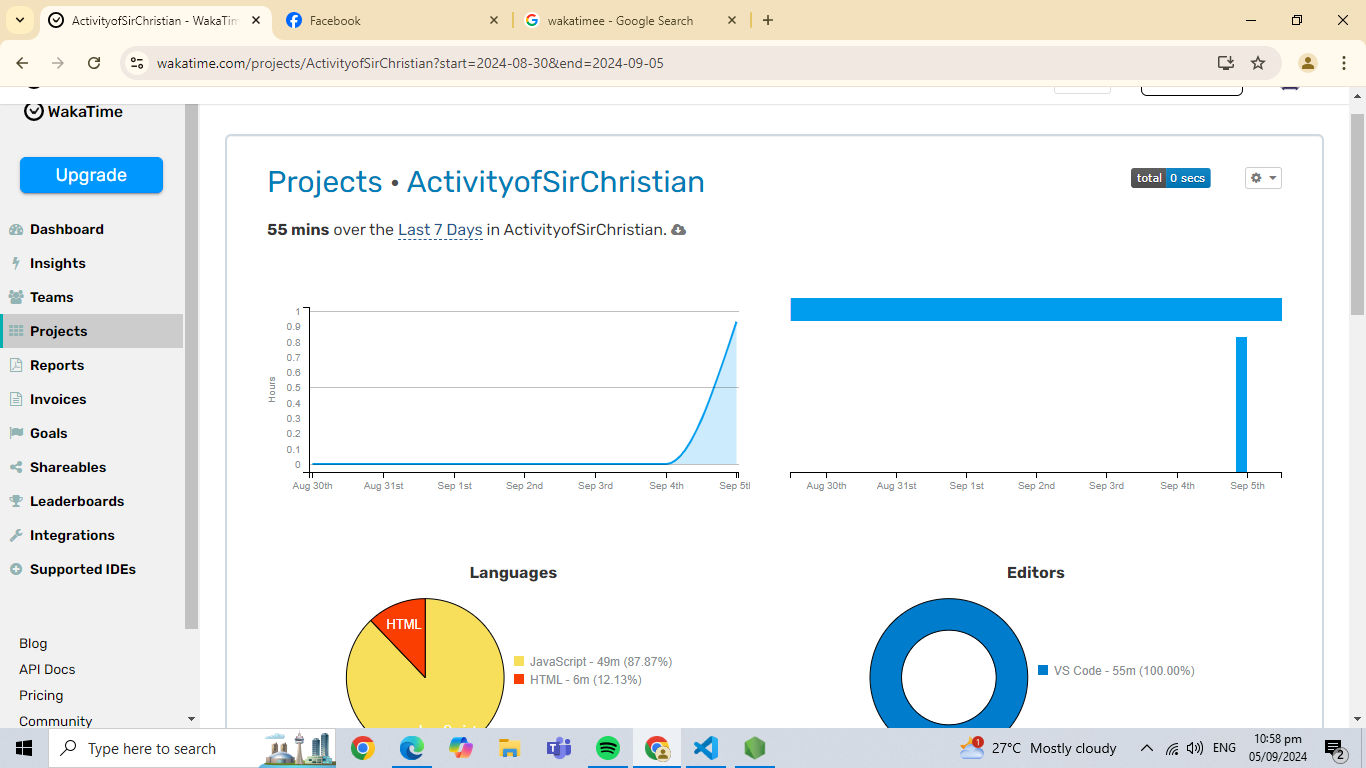 ActivityofSirChristian - WakaTim
Facebook
wakatimee - Google Search
wakatime.com/projects/ActivityofSirChristian?start=2024-08-30&end=2024-09-05
WakaTime
Upgrade
Dashboard
Insights
Teams
Projects
Reports
Invoices
Goals
Shareables
Leaderboards
Integrations
Supported IDEs
Blog
API Docs
Pricing
Community
Projects • ActivityofSirChristian
total 0 secs
55 mins over the Last 7 Days in ActivityofSirChristian.
Hours
1
0.9
0.8
0.7
0.6
0.5
0.4
0.3
0.2
0.1
0
Aug 30th Aug 31st Sep 1st Sep 2nd Sep 3rd Sep 4th Sep 5th
Aug 30th Aug 31st Sep 1st Sep 2nd Sep 3rd Sep 4th Sep 5th
Languages
HTML
JavaScript - 49m (87.87%)
HTML - 6m (12.13%)
Editors
VS Code - 55m (100.00%)
Type here to search
1
27°C Mostly cloudy
ENG
10:58 pm
05/09/2024
2